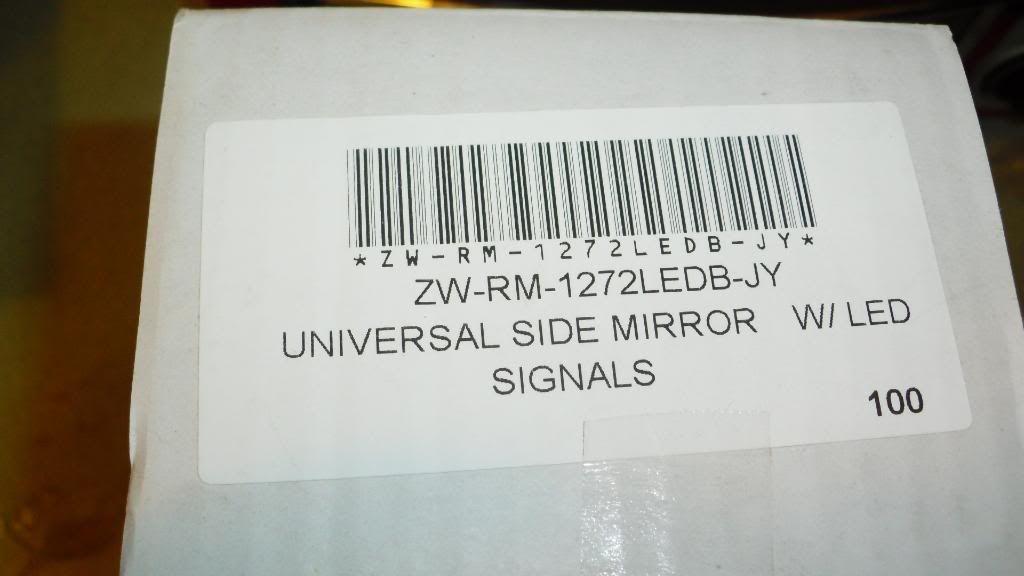 *ZW-RM-1272LEDB-JY*
ZW-RM-1272LEDB-JY
UNIVERSAL SIDE MIRROR W/ LED
SIGNALS
100